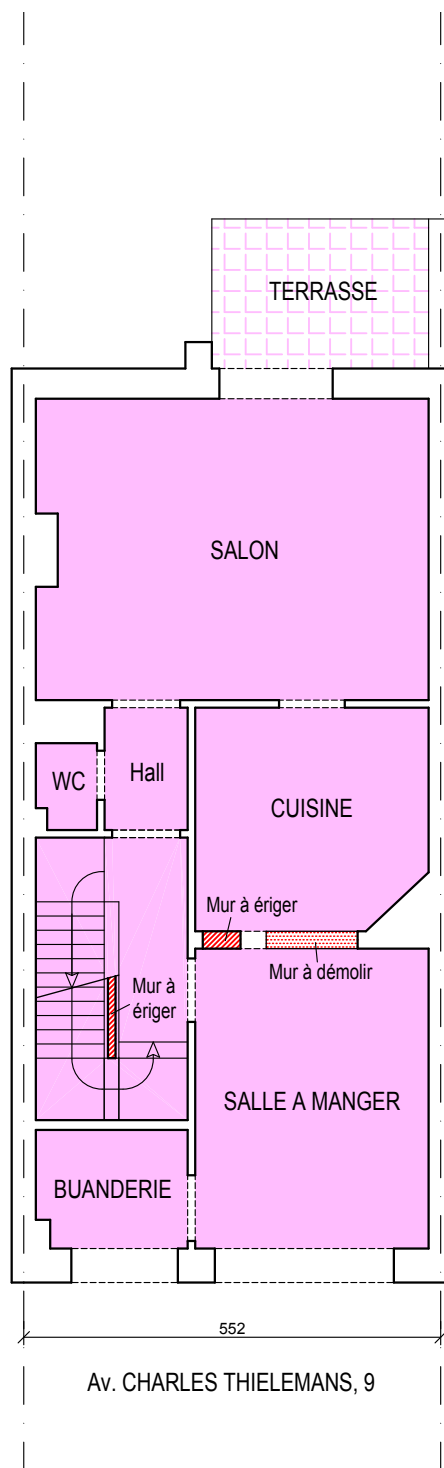 TERRASSE
SALON
WC
Hall
CUISINE
Mur à ériger
Mur à démolir
Mur à
ériger
SALLE A MANGER
BUANDERIE
552
Av. CHARLES THIELEMANS, 9